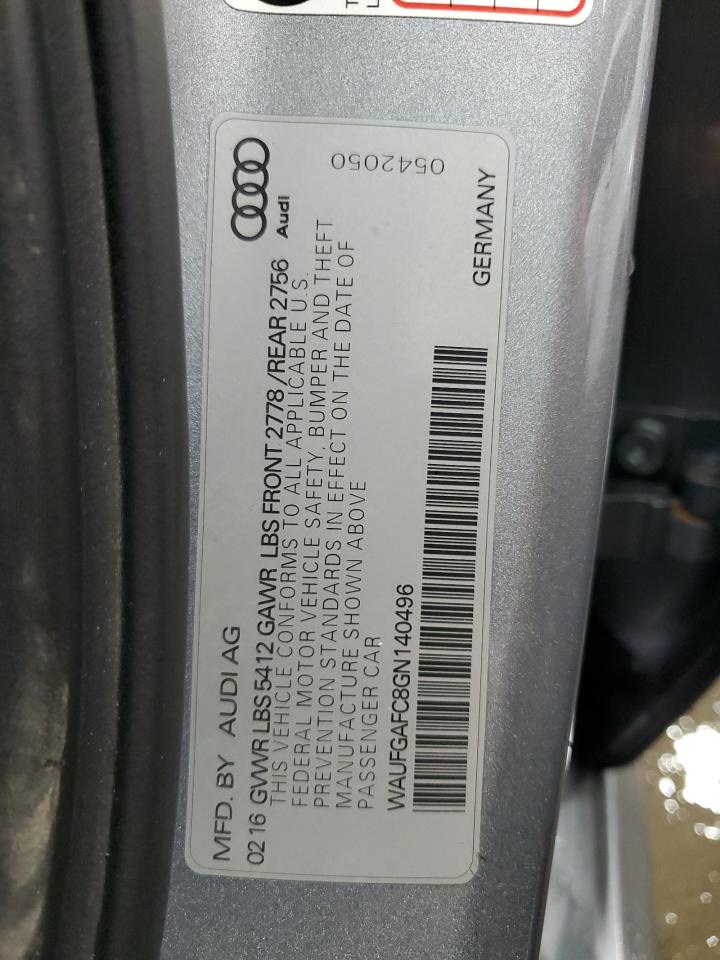 MFD. BY AUDI AG
0216 GVWR LBS 5412 GAWR LBS FRONT 2778 /REAR 2756
THIS VEHICLE CONFORMS TO ALL APPLICABLE U.S.
FEDERAL MOTOR VEHICLE SAFETY, BUMPER AND THEFT
PREVENTION STANDARDS IN EFFECT ON THE DATE OF
MANUFACTURE SHOWN ABOVE
PASSENGER CAR
WAUFGAFC8GN140496
Audi
0542050
GERMANY